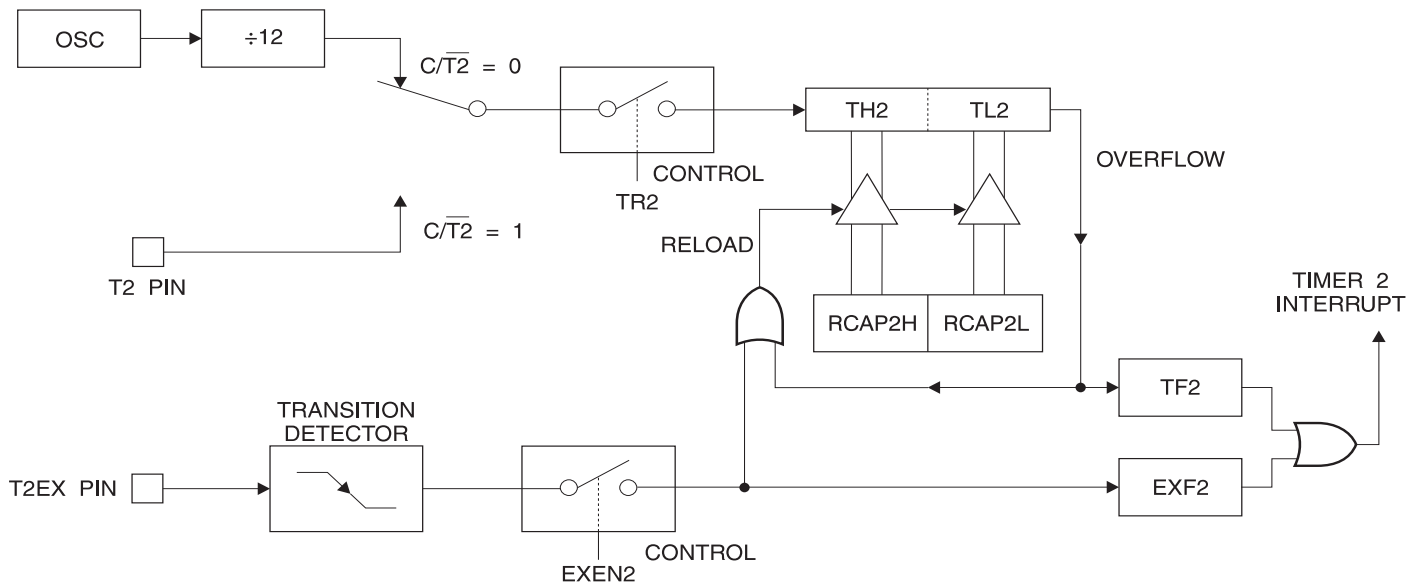 OSC
÷12
C/T2̅ = 0
TH2
TL2
OVERFLOW
CONTROL
TR2
C/T2̅ = 1
RELOAD
T2 PIN
TIMER 2
INTERRUPT
RCAP2H
RCAP2L
TF2
TRANSITION
DETECTOR
T2EX PIN
EXF2
CONTROL
EXEN2